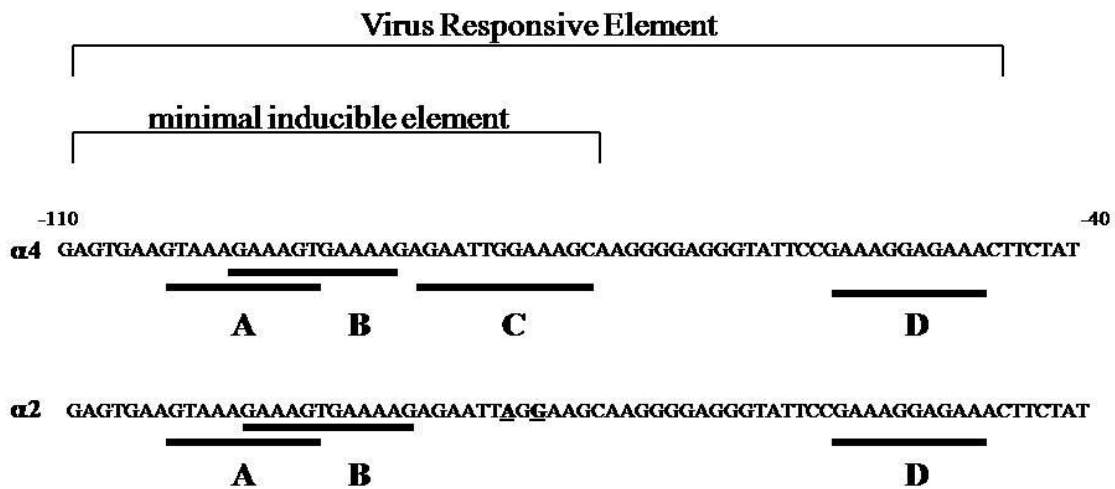 Virus Responsive Element
minimal inducible element
-110 -40
α4 GAGTGAAGTAAAGAAAGTGAAAAGAGAATTGGAAAGCAAGGGGAGGGTATTCCGAAAGGAGAAACTTCTAT
A B C D
α2 GAGTGAAGTAAAGAAAGTGAAAAGAGAATTAGGAAGCAAGGGGAGGGTATTCCGAAAGGAGAAACTTCTAT
A B D